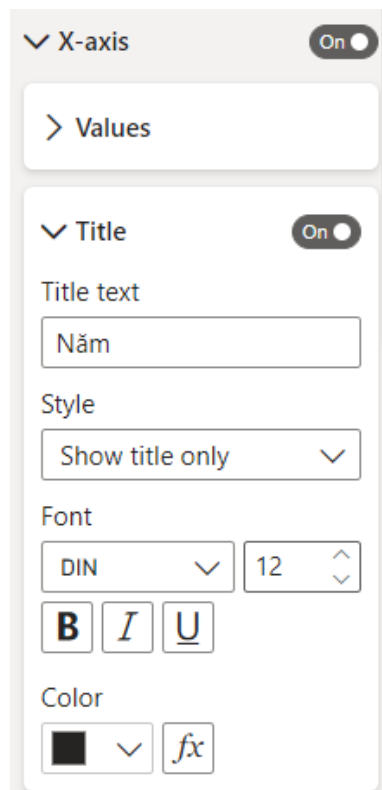 X-axis On
Values
Title On
Title text
Năm
Style
Show title only
Font
DIN 12
B I U
Color
fx